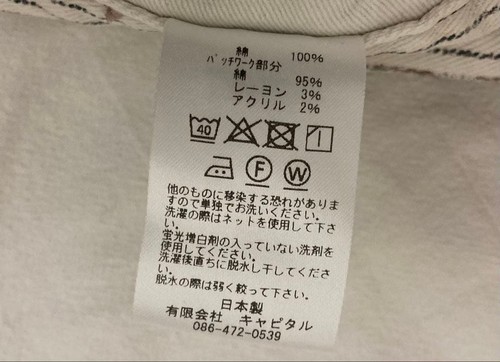 綿 100%
パッチワーク部分
綿 95%
レーヨン 3%
アクリル 2%
40
F W
他のものに移染する恐れがありま
すので単独でお洗いください。
洗濯の際はネットを使用して下さ
い。
蛍光増白剤の入っていない洗剤を
使用してください。
洗濯後直ちに脱水し干してくださ
い。
脱水の際は弱く絞って下さい。
日本製
有限会社 キャピタル
086-472-0539